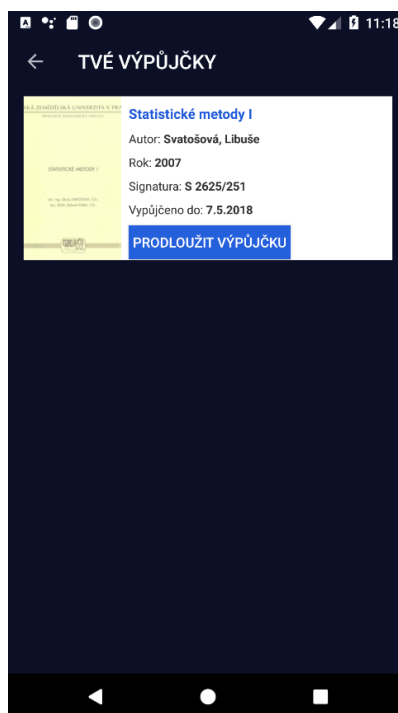 11:18
TVÉ VÝPŮJČKY
STATISTICKÉ METODY I
Statistické metody I
Autor: Svatošová, Libuše
Rok: 2007
Signatura: S 2625/251
Vypůjčeno do: 7.5.2018
PRODLOUŽIT VÝPŮJČKU